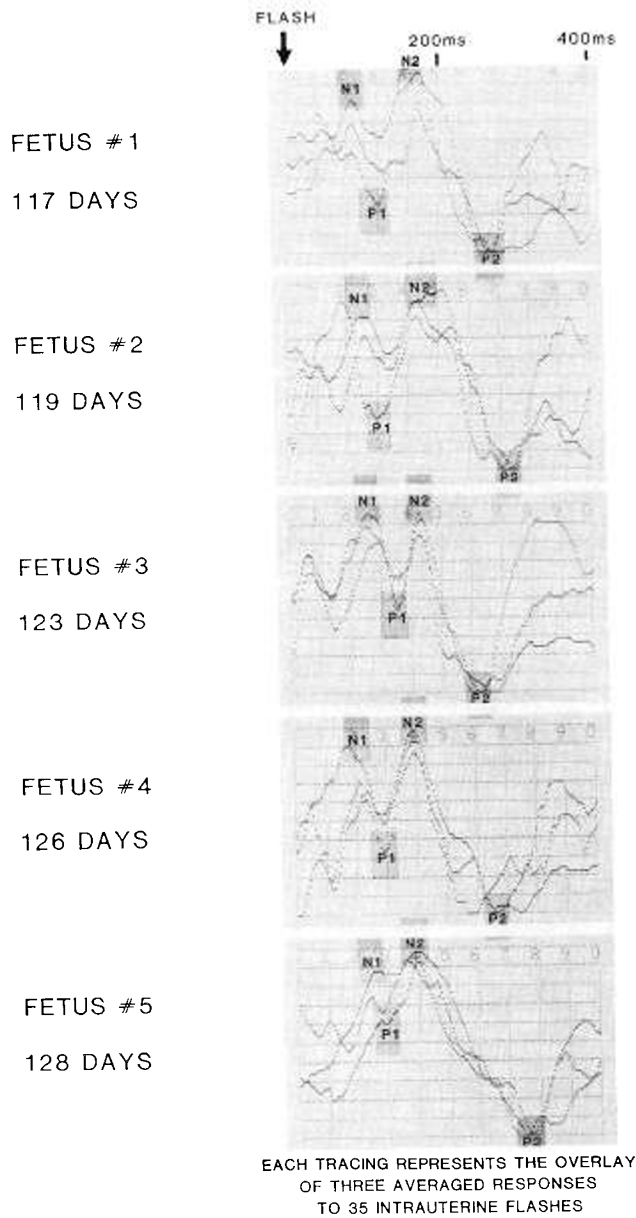 FLASH
200ms
400ms
N1
N2
P1
P2
FETUS #1
117 DAYS
N1
N2
P1
P2
FETUS #2
119 DAYS
N1
N2
P1
P2
FETUS #3
123 DAYS
N1
N2
P1
P2
FETUS #4
126 DAYS
N1
N2
P1
P2
FETUS #5
128 DAYS
EACH TRACING REPRESENTS THE OVERLAY
OF THREE AVERAGED RESPONSES
TO 35 INTRAUTERINE FLASHES